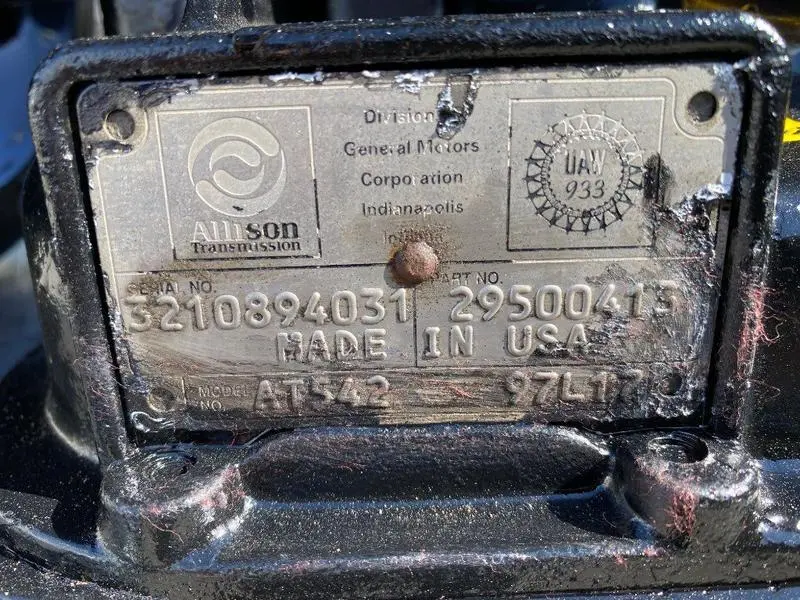 Division
General Motors
Corporation
Indianapolis
Allison
Transmission
UAW
933
SERIAL NO.
3210894031
PART NO.
29500413
MADE IN USA
MODEL NO.
AT542
97L17